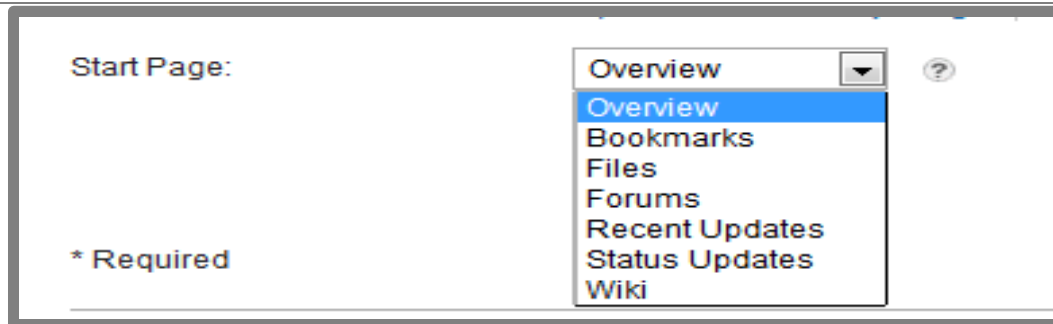 Start Page:
Overview
?
Overview
Bookmarks
Files
Forums
Recent Updates
* Required
Status Updates
Wiki